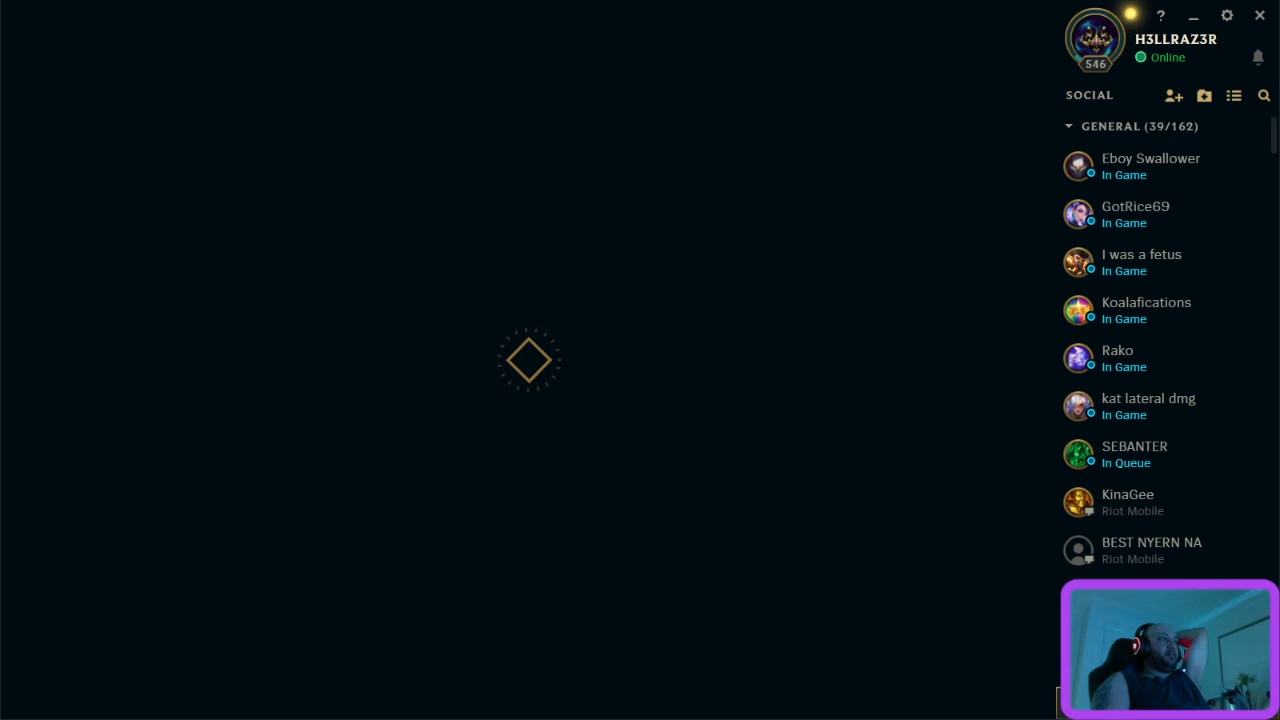 ?
H3LLRAZ3R
546
Online
SOCIAL
GENERAL (39/162)
Eboy Swallower
In Game
GotRice69
In Game
I was a fetus
In Game
Koalafications
In Game
Rako
In Game
kat lateral dmg
In Game
SEBANTER
In Queue
KinaGee
Riot Mobile
BEST NYERN NA
Riot Mobile